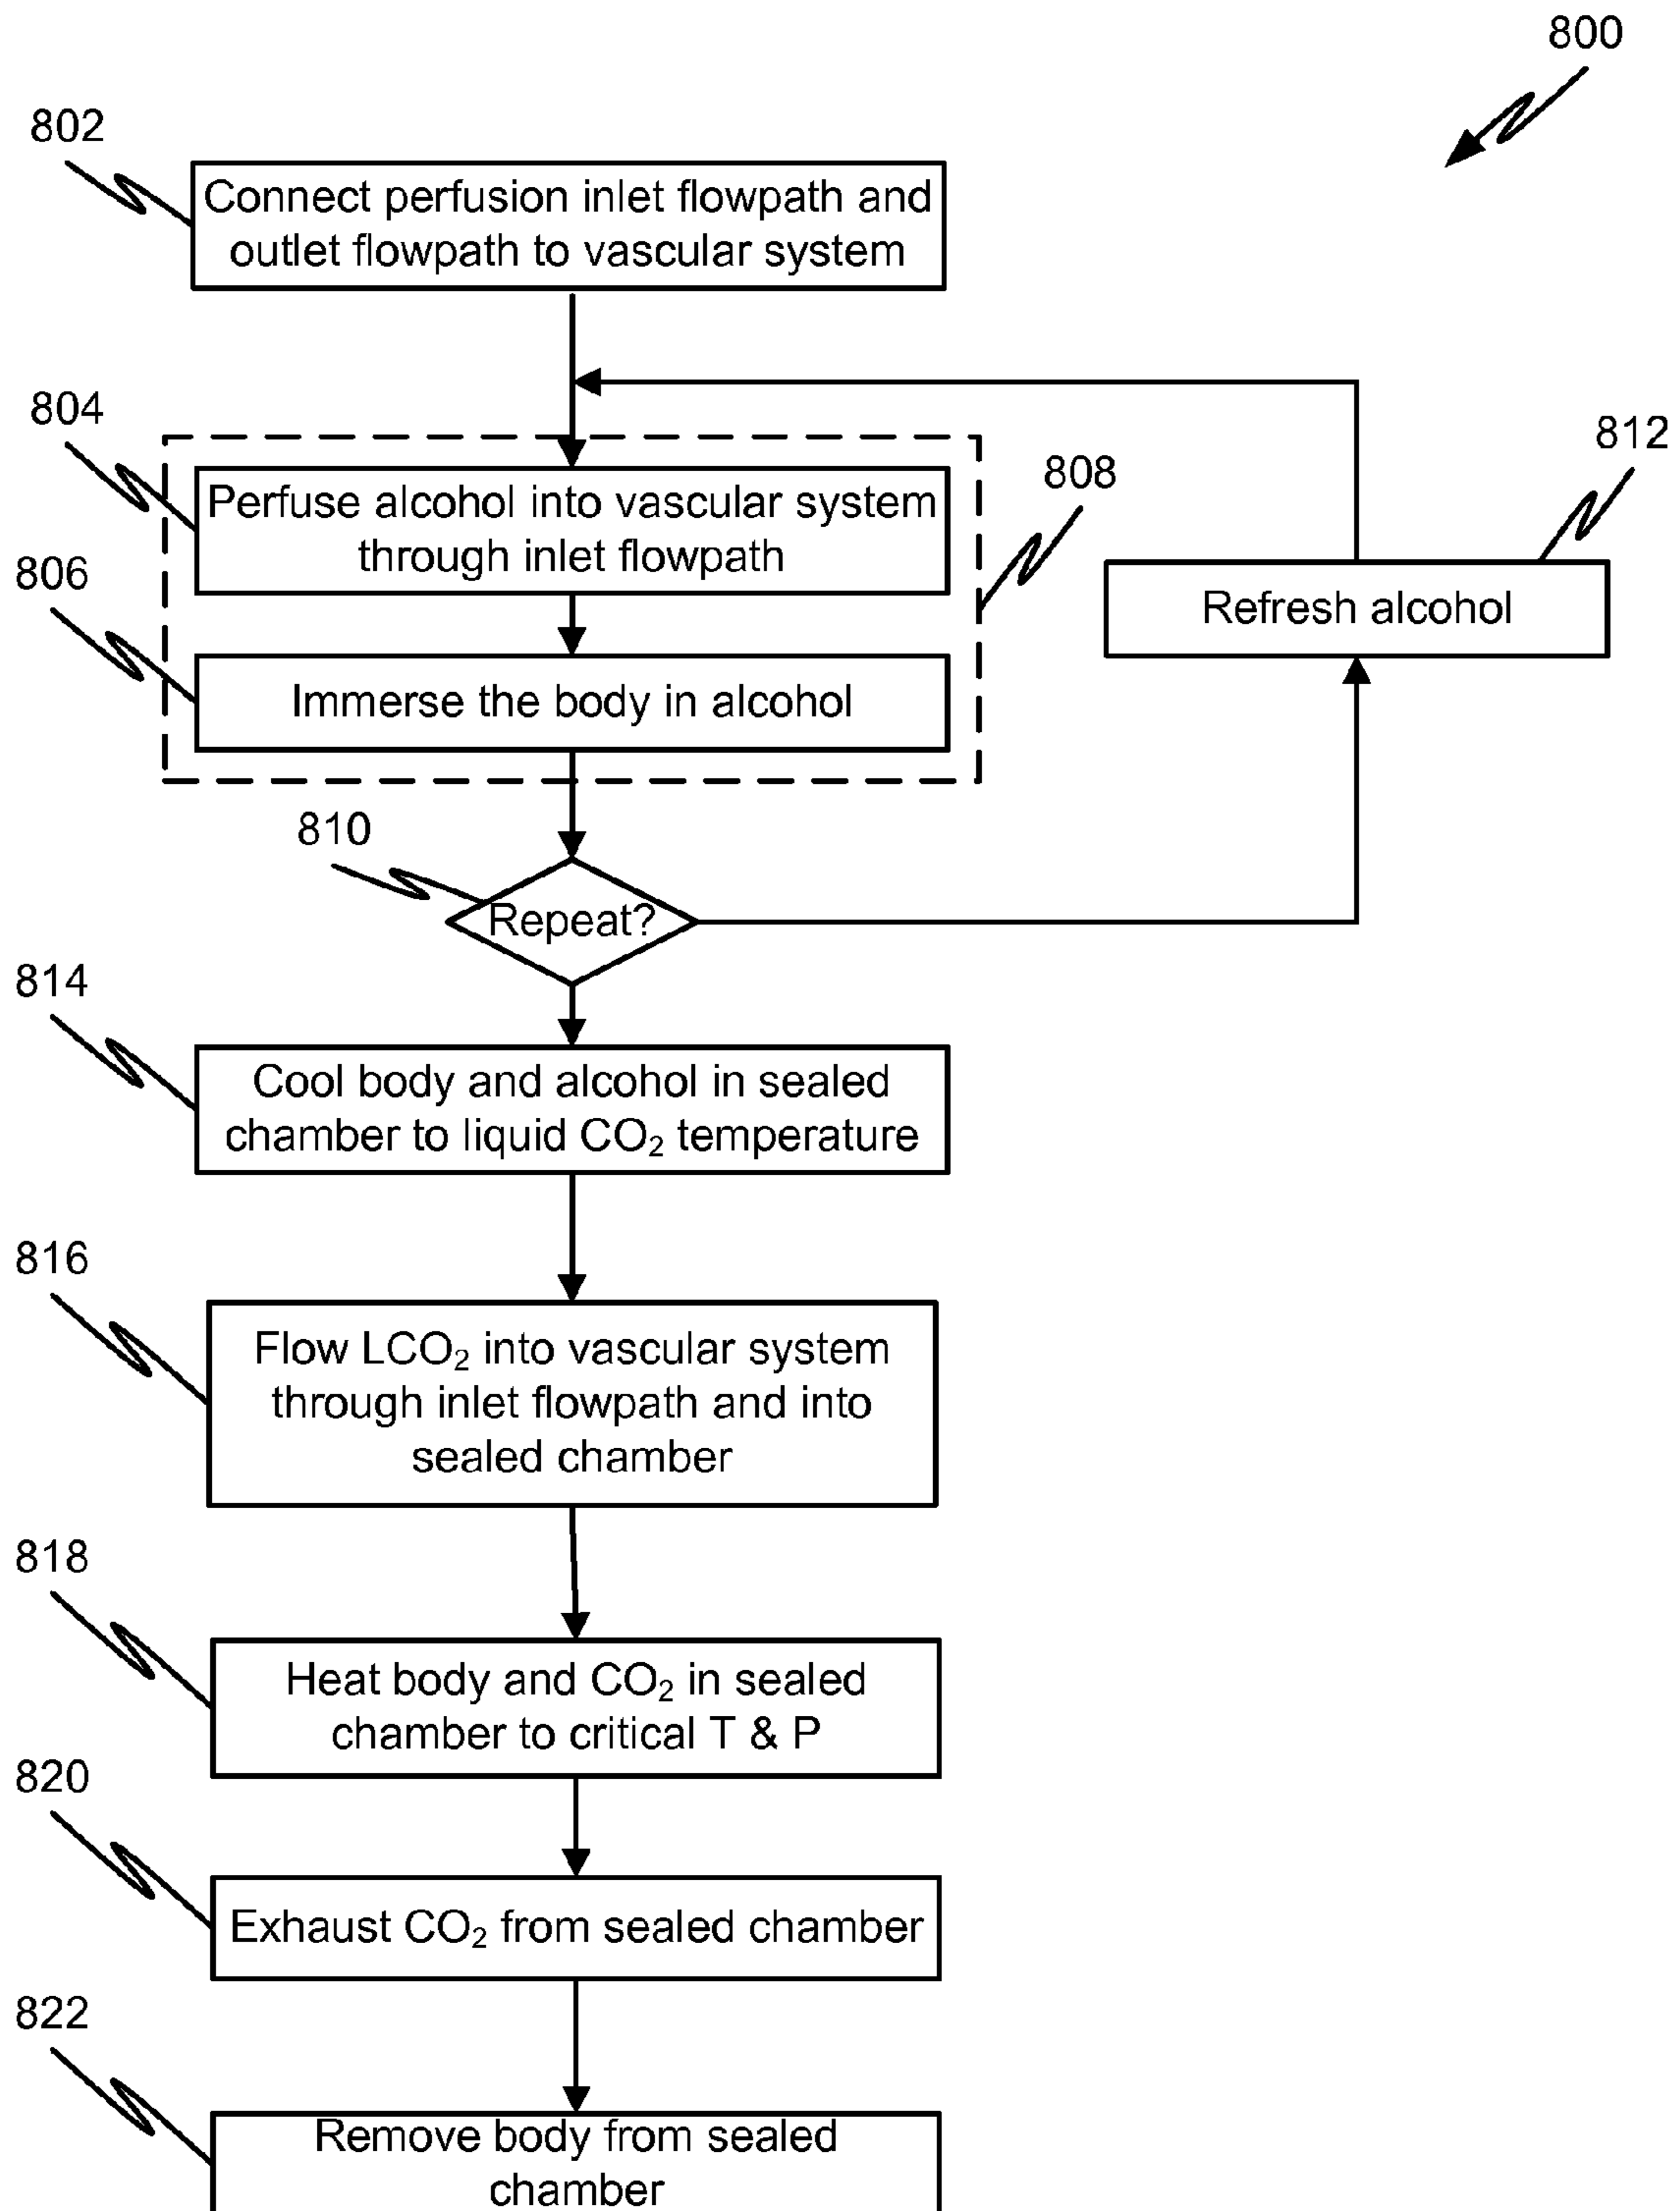 800
802
Connect perfusion inlet flowpath and
outlet flowpath to vascular system
804
Perfuse alcohol into vascular system
through inlet flowpath
808
812
806
Immerse the body in alcohol
Refresh alcohol
810
Repeat?
814
Cool body and alcohol in sealed
chamber to liquid CO₂ temperature
816
Flow LCO₂ into vascular system
through inlet flowpath and into
sealed chamber
818
Heat body and CO₂ in sealed
chamber to critical T & P
820
Exhaust CO₂ from sealed chamber
822
Remove body from sealed
chamber